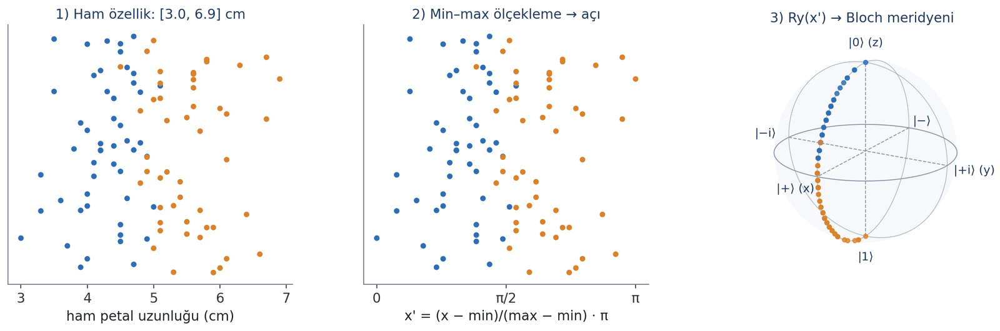 1) Ham özellik: [3.0, 6.9] cm
3 4 5 6 7
ham petal uzunluğu (cm)
2) Min–max ölçekleme → açı
0 π/2 π
x' = (x − min)/(max − min) · π
3) Ry(x') → Bloch meridyeni
|0⟩ (z)
|−⟩
|−i⟩
|+i⟩ (y)
|+⟩ (x)
|1⟩